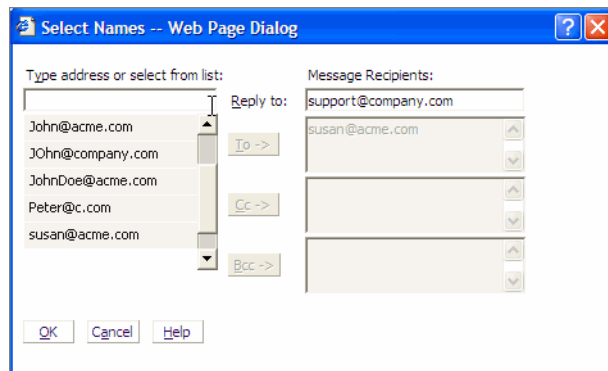 Select Names -- Web Page Dialog
Type address or select from list:
Message Recipients:
Reply to:
support@company.com
John@acme.com
JOhn@company.com
JohnDoe@acme.com
Peter@c.com
susan@acme.com
To ->
susan@acme.com
Cc ->
Bcc ->
OK Cancel Help